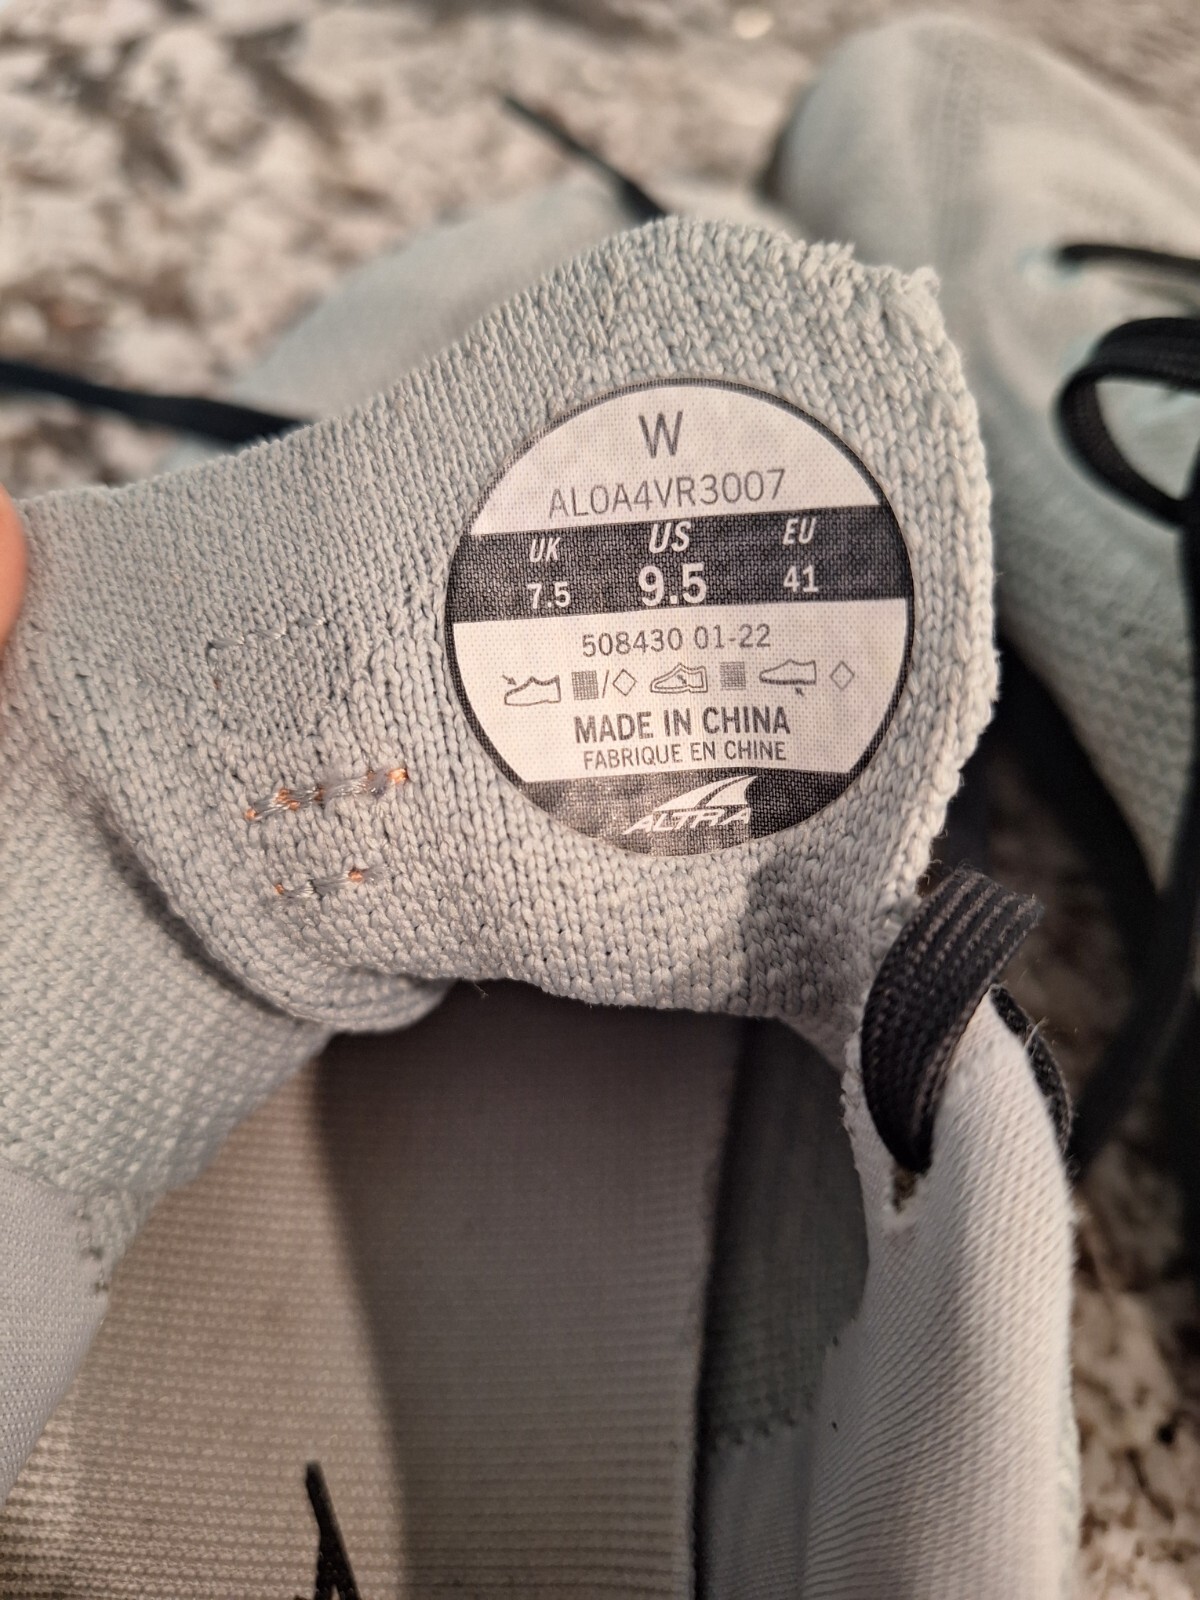 W
AL0A4VR3007
UK US EU
7.5 9.5 41
508430 01-22
MADE IN CHINA
FABRIQUE EN CHINE
ALTRA